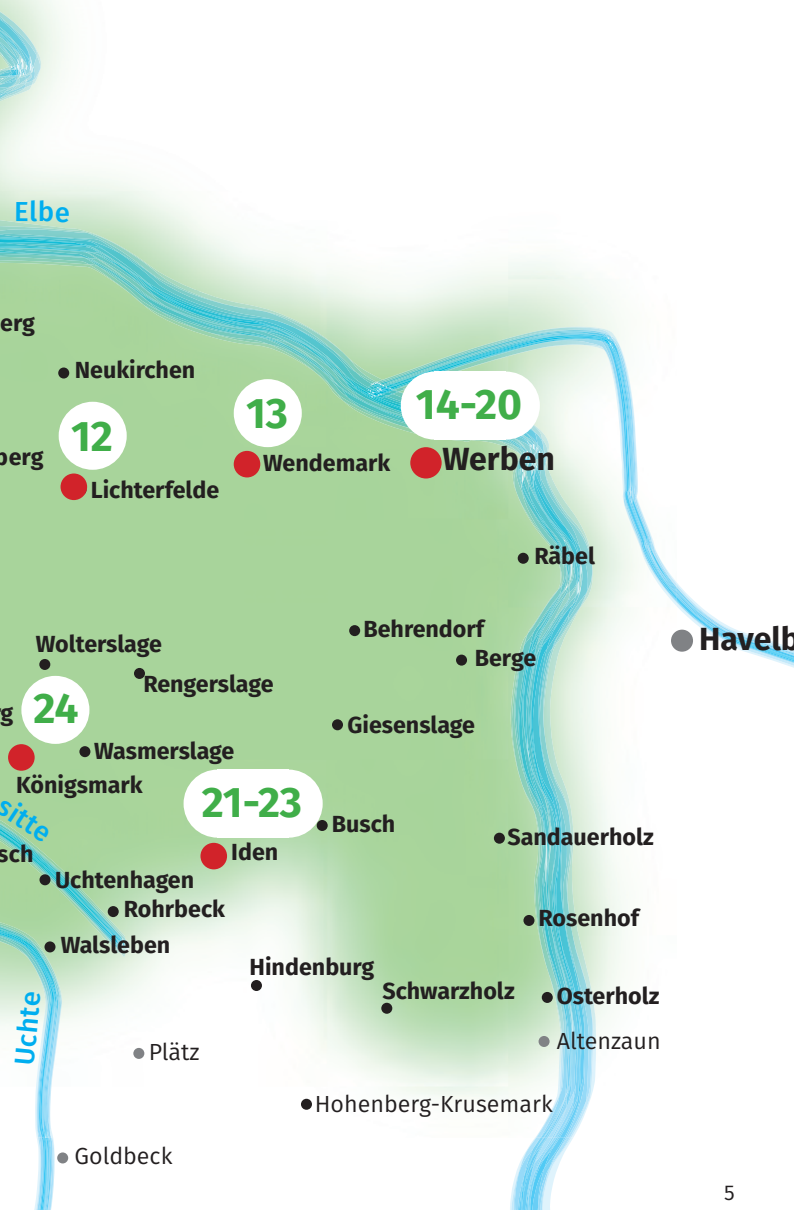 Elbe
erg
Neukirchen
13
14-20
12
berg
Wendemark
Werben
Lichterfelde
Räbel
Behrendorf
Havelb
Wolterslage
Berge
Rengerslage
24
rg
Giesenslage
Wasmerslage
Königsmark
21-23
sitte
Busch
Sandauerholz
sch
Iden
Uchtenhagen
Rohrbeck
Rosenhof
Walsleben
Hindenburg
Schwarzholz
Osterholz
Uchte
Altenzaun
Plätz
Hohenberg-Krusemark
Goldbeck
5